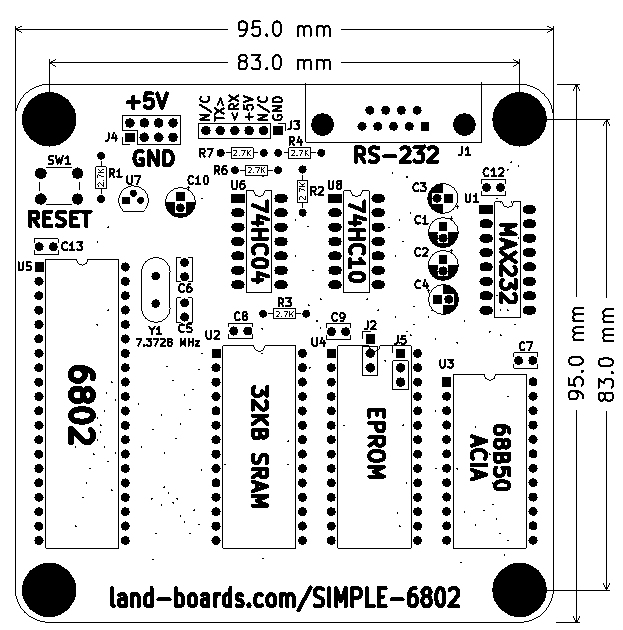 95.0 mm
83.0 mm
+5V
N/C
TX>
<RX
+5V
N/C
GND
J4
J3
GND
RS-232
J1
R7
2.7K
R4
2.7K
SW1
R1
2.7K
R6
2.7K
R2
2.7K
U7
C10
U6
U8
C3
C12
U1
RESET
74HC04
74HC10
C1
MAX232
C13
C2
U5
C6
C4
C5
Y1
7.3728 MHz
R3
2.7K
C8
C9
J2
U2
U4
J5
C7
U3
6802
32KB SRAM
EPROM
68B50
ACIA
95.0 mm
83.0 mm
land-boards.com/SIMPLE-6802